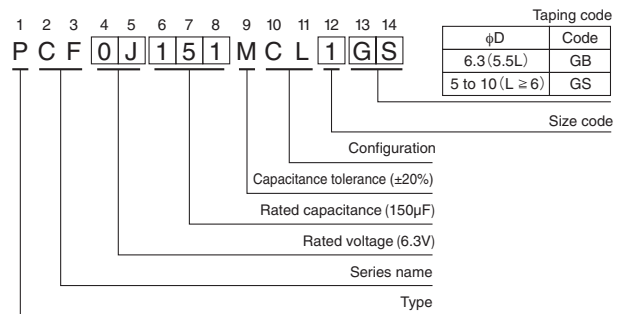 1 2 3 4 5 6 7 8 9 10 11 12 13 14
P C F 0 J 1 5 1 M C L 1 G S
Taping code
φD Code
6.3(5.5L) GB
5 to 10(L ≧ 6) GS
Size code
Configuration
Capacitance tolerance (±20%)
Rated capacitance (150µF)
Rated voltage (6.3V)
Series name
Type